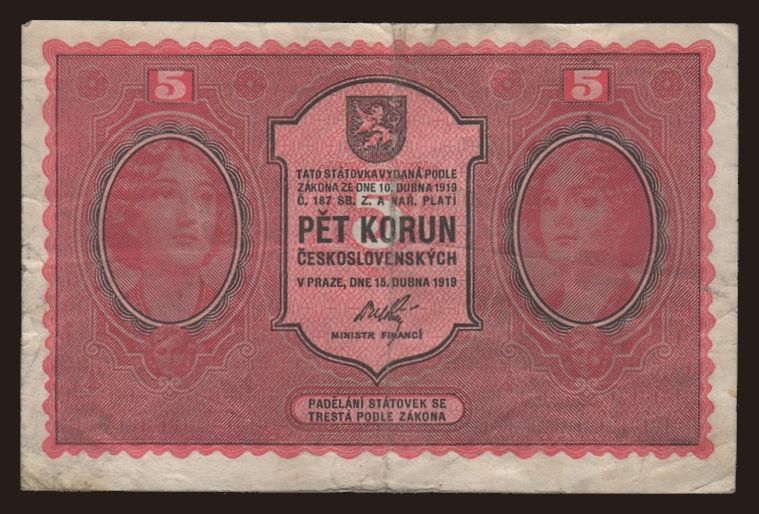 5 5
TATO STÁTOVKA VYDANÁ PODLE
ZÁKONA ZE DNE 10. DUBNA 1919
Č. 187 SB. Z. A NAŘ. PLATÍ
PĚT KORUN
ČESKOSLOVENSKÝCH
V PRAZE, DNE 15. DUBNA 1919
MINISTR FINANCÍ
PADĚLÁNÍ STÁTOVEK SE
TRESTÁ PODLE ZÁKONA